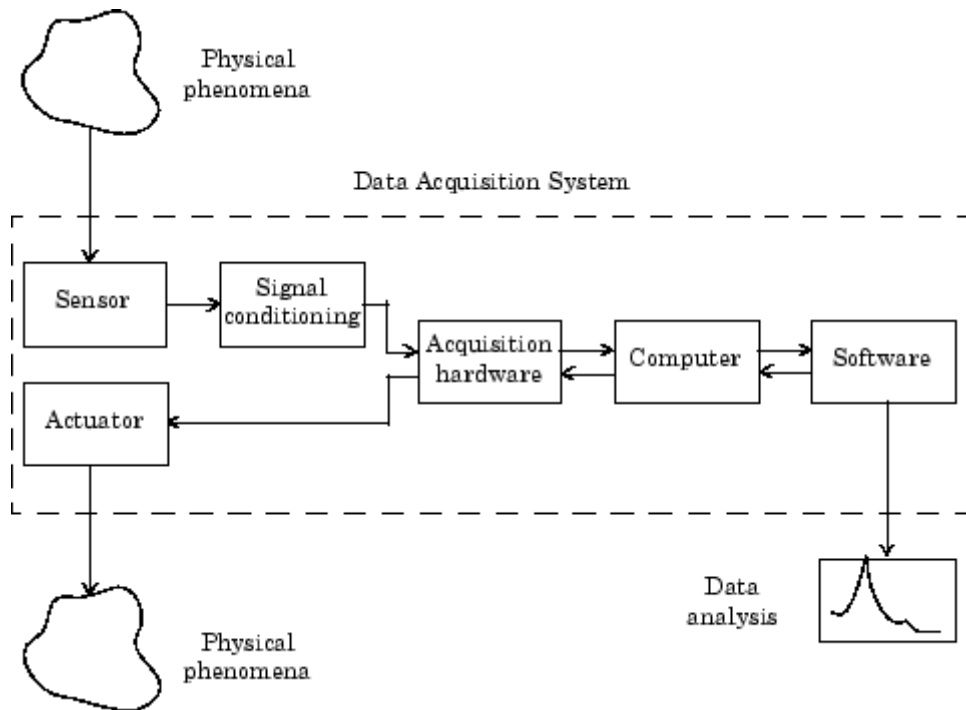 Physical
phenomena
Data Acquisition System
Sensor
Signal
conditioning
Acquisition
hardware
Computer
Software
Actuator
Data
analysis
Physical
phenomena